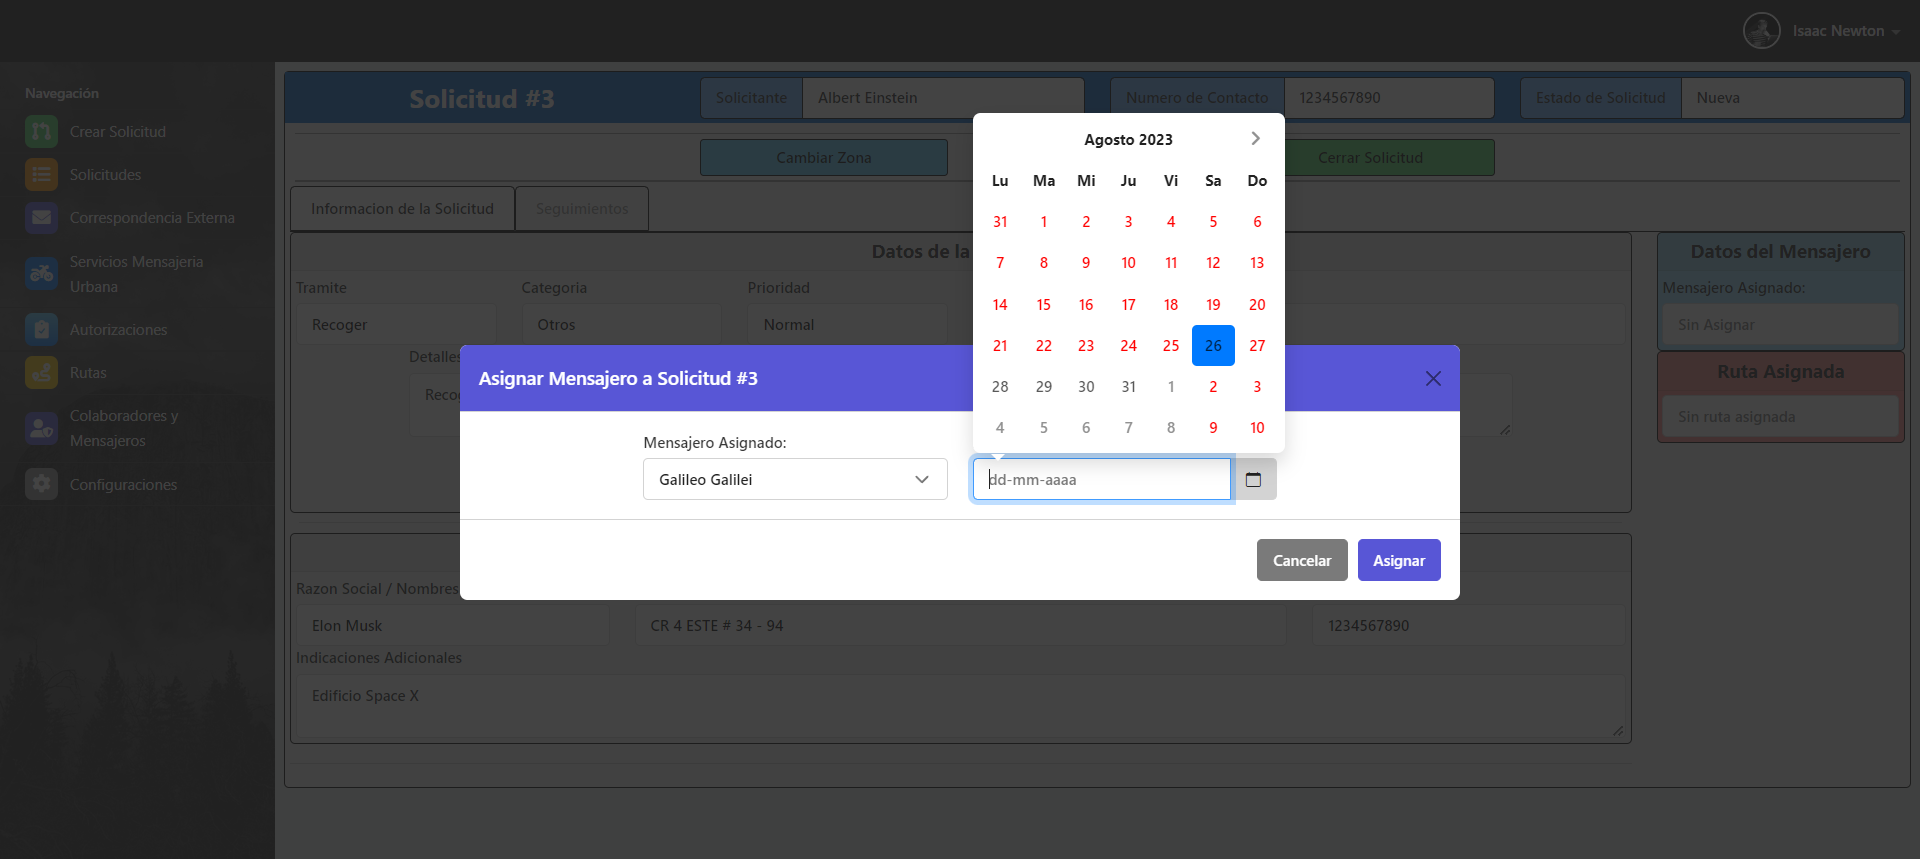 Isaac Newton
Navegación
Crear Solicitud
Solicitudes
Correspondencia Externa
Servicios Mensajeria
Urbana
Autorizaciones
Rutas
Colaboradores y
Mensajeros
Configuraciones
Solicitud #3
Solicitante Albert Einstein
Numero de Contacto 1234567890
Estado de Solicitud Nueva
Cambiar Zona
Cerrar Solicitud
Informacion de la Solicitud
Seguimientos
Datos de la
Tramite Categoria Prioridad
Recoger Otros Normal
Detalles
Reco
Datos del Mensajero
Mensajero Asignado:
Sin Asignar
Ruta Asignada
Sin ruta asignada
Agosto 2023
Lu Ma Mi Ju Vi Sa Do
31 1 2 3 4 5 6
7 8 9 10 11 12 13
14 15 16 17 18 19 20
21 22 23 24 25 26 27
28 29 30 31 1 2 3
4 5 6 7 8 9 10
Asignar Mensajero a Solicitud #3
Mensajero Asignado:
Galileo Galilei
dd-mm-aaaa
Cancelar
Asignar
Razon Social / Nombres
Elon Musk
CR 4 ESTE # 34 - 94
1234567890
Indicaciones Adicionales
Edificio Space X